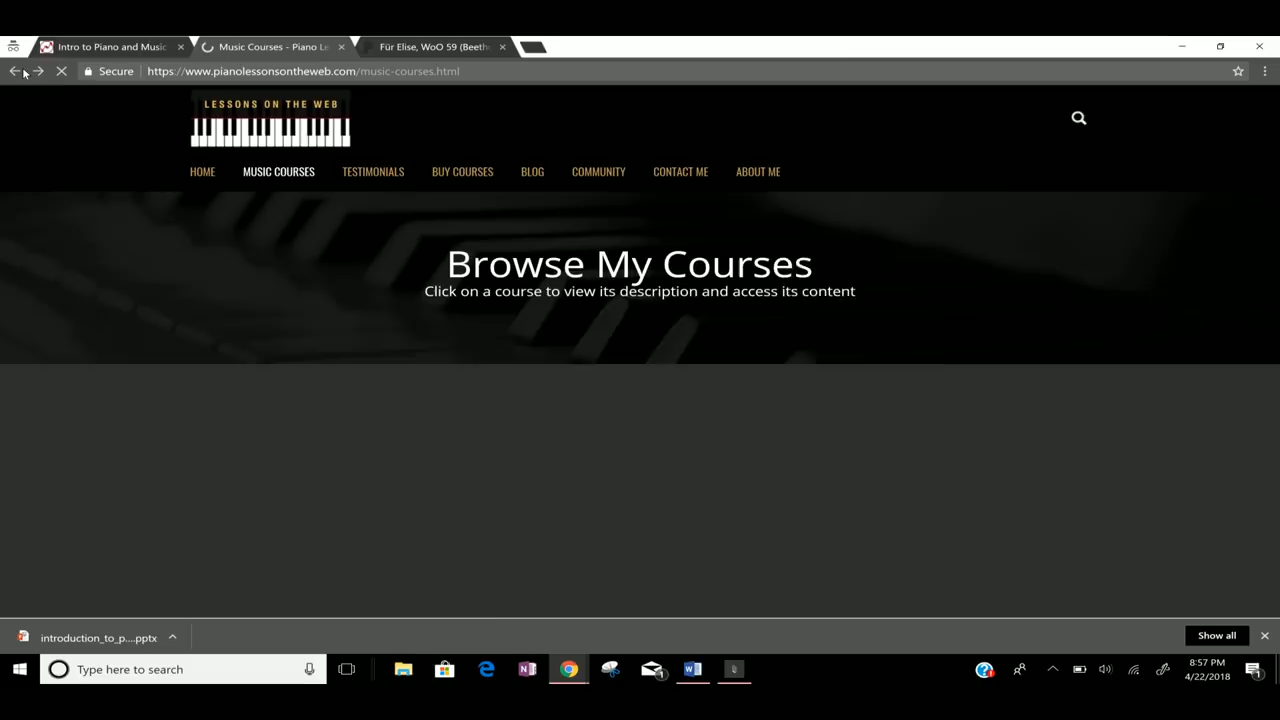 Intro to Piano and Music
Music Courses - Piano Le
Für Elise, WoO 59 (Beeth
Secure
https://www.pianolessonsontheweb.com/music-courses.html
LESSONS ON THE WEB
HOME
MUSIC COURSES
TESTIMONIALS
BUY COURSES
BLOG
COMMUNITY
CONTACT ME
ABOUT ME
Browse My Courses
Click on a course to view its description and access its content
introduction_to_p....pptx
Show all
Type here to search
8:57 PM
4/22/2018